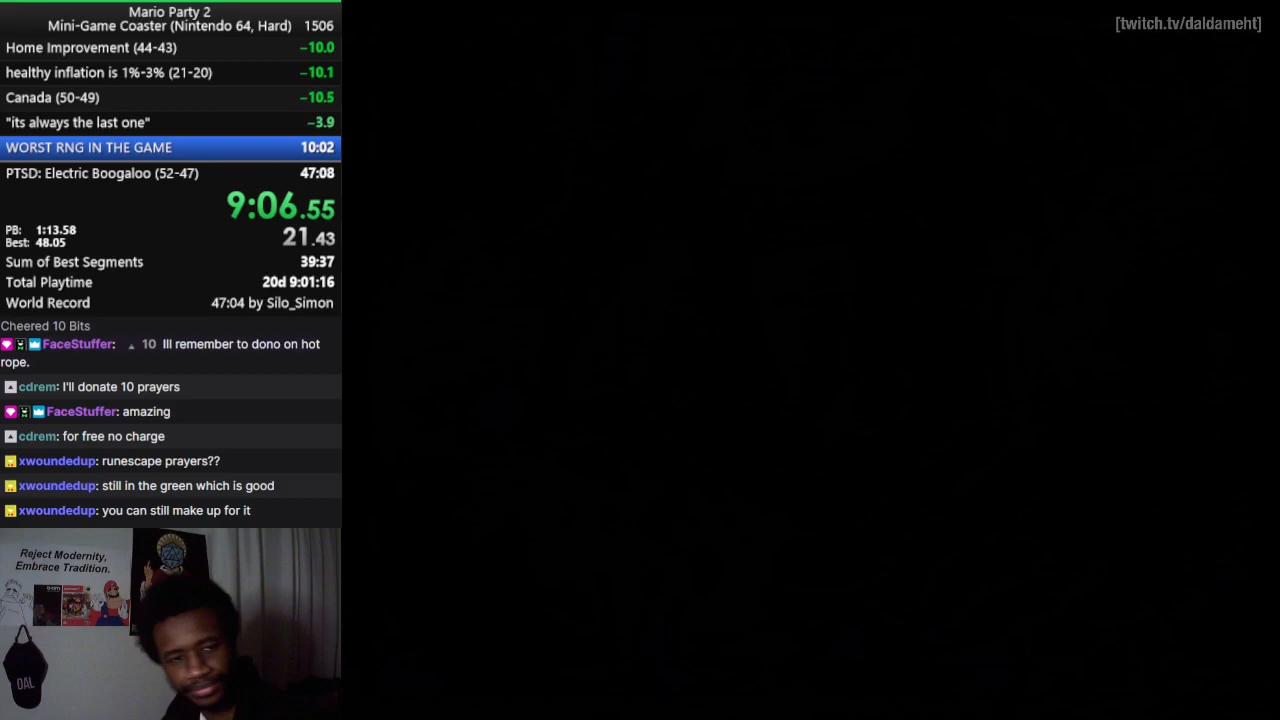 Mario Party 2
Mini-Game Coaster (Nintendo 64, Hard) 1506
[twitch.tv/daldameht]
Home Improvement (44-43) −10.0
healthy inflation is 1%-3% (21-20) −10.1
Canada (50-49) −10.5
"its always the last one" −3.9
WORST RNG IN THE GAME 10:02
PTSD: Electric Boogaloo (52-47) 47:08
9:06.55
PB: 1:13.58
Best: 48.05
21.43
Sum of Best Segments 39:37
Total Playtime 20d 9:01:16
World Record 47:04 by Silo_Simon
Cheered 10 Bits
FaceStuffer: 10 Ill remember to dono on hot
rope.
cdrem: I'll donate 10 prayers
FaceStuffer: amazing
cdrem: for free no charge
xwoundedup: runescape prayers??
xwoundedup: still in the green which is good
xwoundedup: you can still make up for it
Reject Modernity,
Embrace Tradition.
DAL